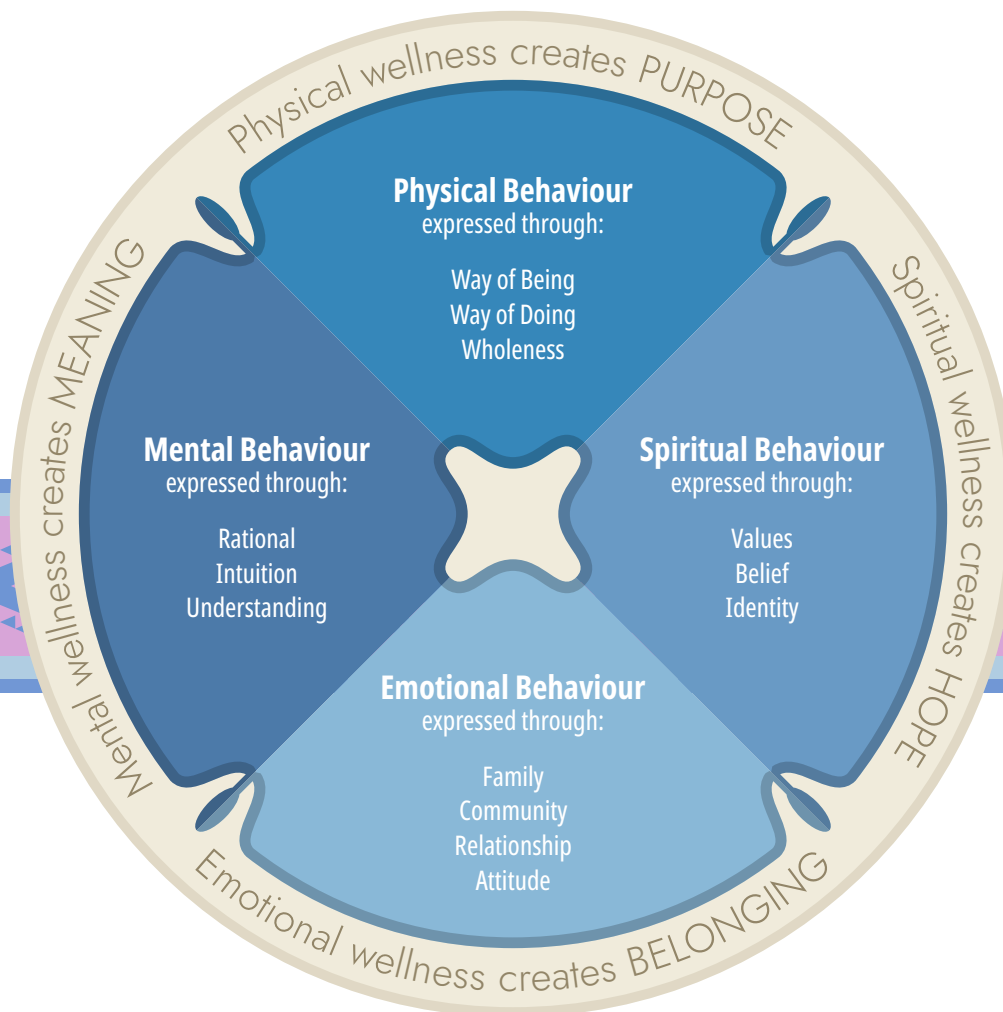 Physical wellness creates PURPOSE
Physical Behaviour
expressed through:
Way of Being
Way of Doing
Wholeness
Mental wellness creates MEANING
Mental Behaviour
expressed through:
Rational
Intuition
Understanding
Spiritual Behaviour
expressed through:
Values
Belief
Identity
Spiritual wellness creates HOPE
Emotional Behaviour
expressed through:
Family
Community
Relationship
Attitude
Emotional wellness creates BELONGING